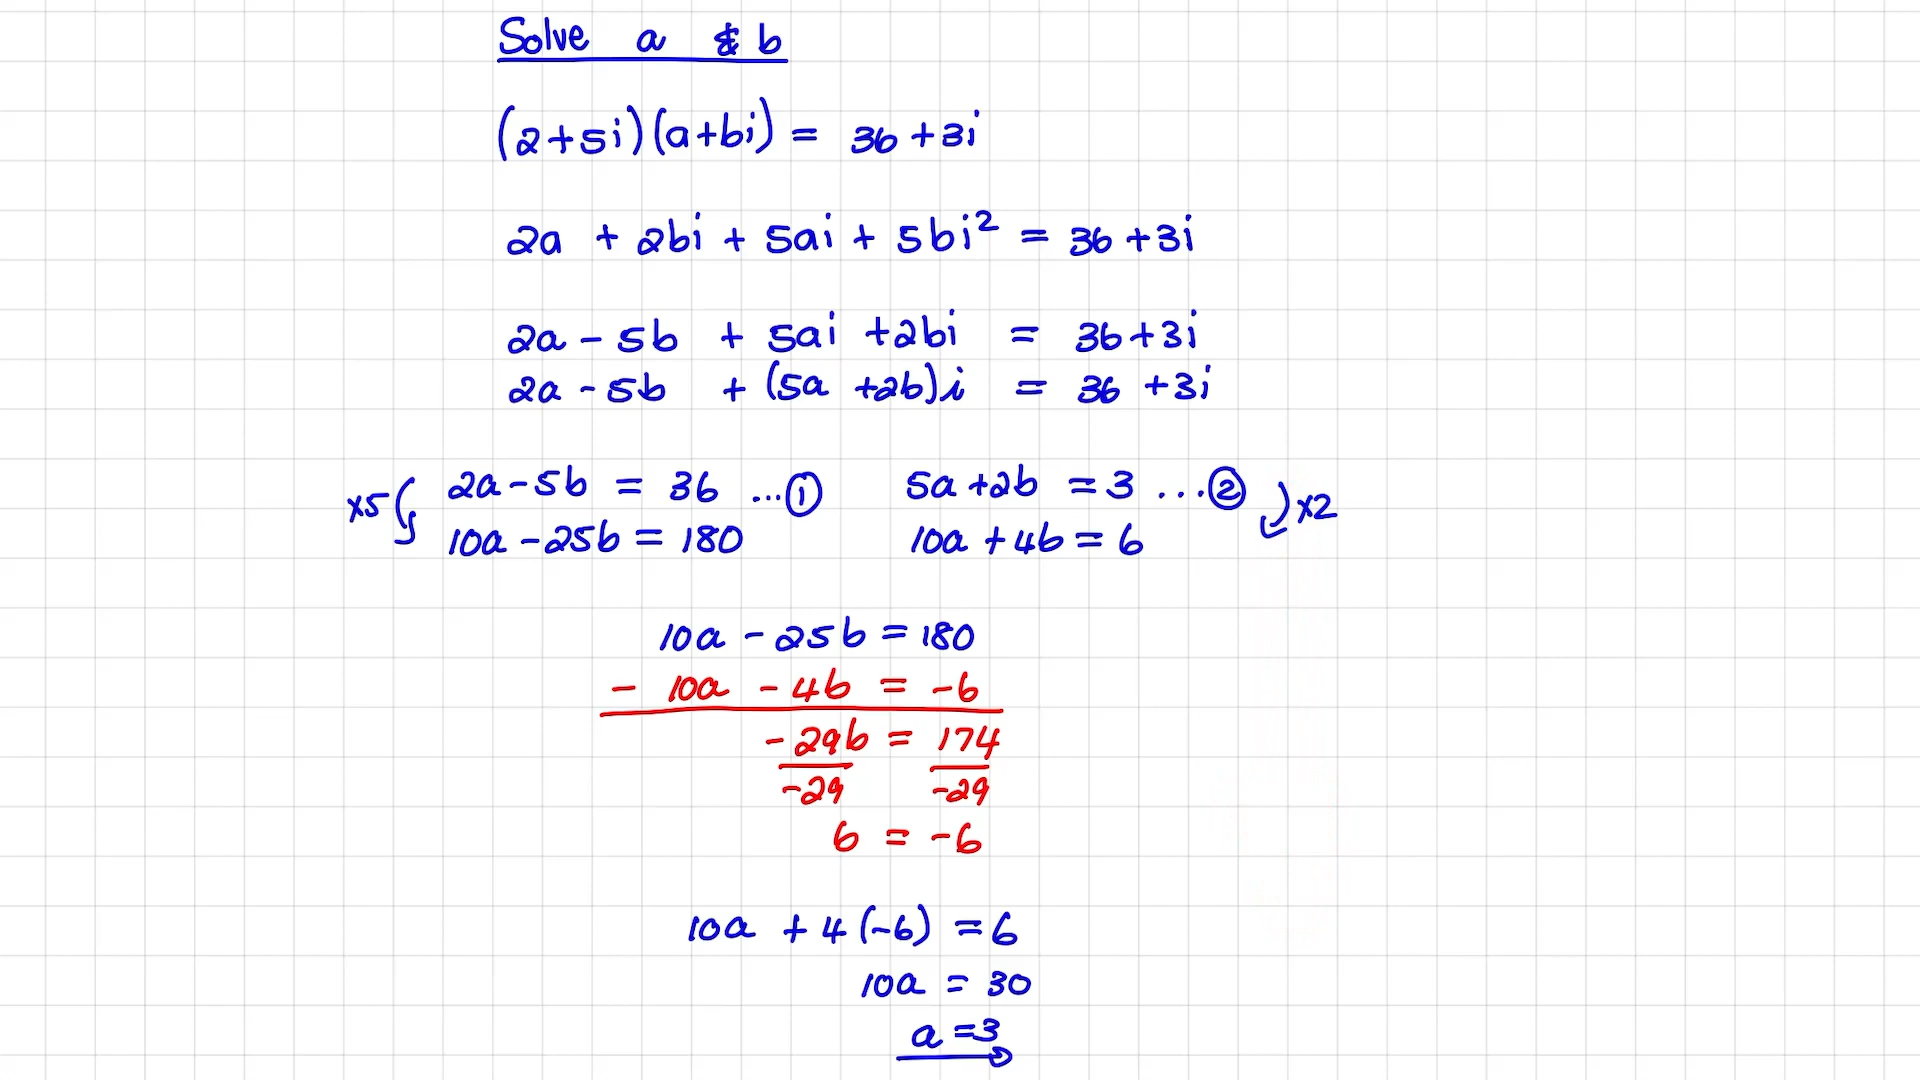 Solve a & b
(2+5i)(a+bi) = 36+3i
2a + 2bi + 5ai + 5bi² = 36+3i
2a - 5b + 5ai +2bi = 36+3i
2a - 5b + (5a +2b)i = 36 +3i
x5 2a-5b = 36 ...① 5a+2b =3 ...② x2
10a-25b = 180 10a+4b = 6
10a - 25b = 180
- 10a - 4b = -6
-29b = 174
-29 -29
b = -6
10a + 4(-6) = 6
10a = 30
a =3